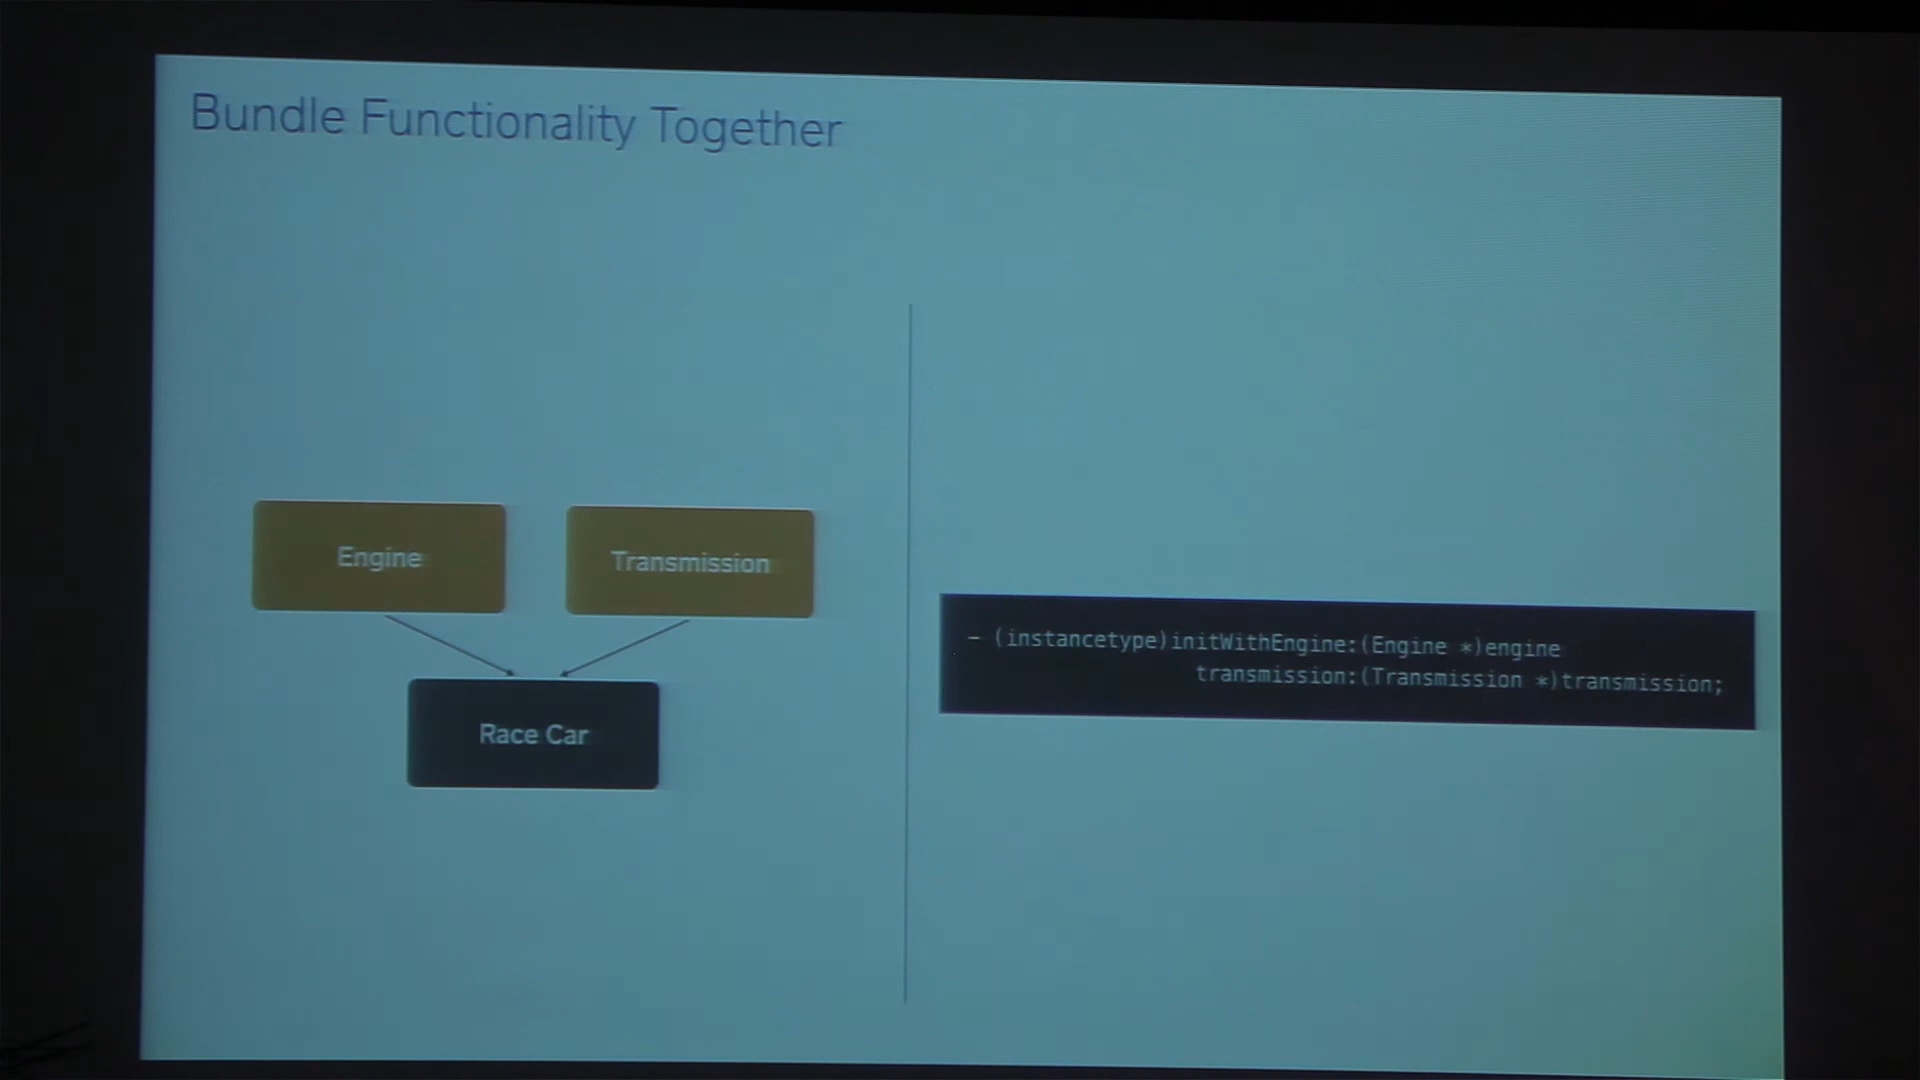 Bundle Functionality Together
Engine
Transmission
Race Car
- (instancetype)initWithEngine:(Engine *)engine
transmission:(Transmission *)transmission;